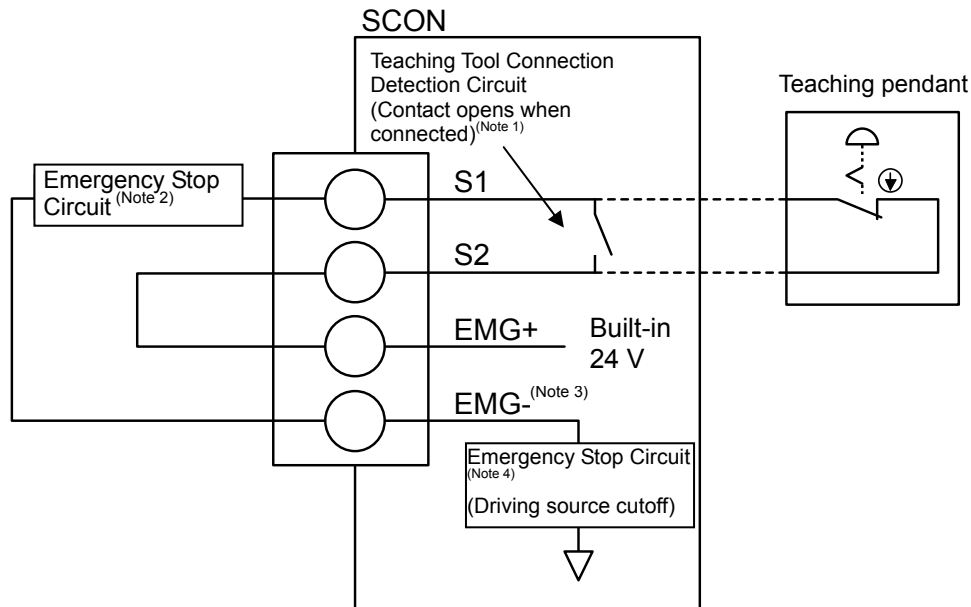 SCON
Teaching Tool Connection
Detection Circuit
(Contact opens when
connected)(Note 1)
Teaching pendant
Emergency Stop
Circuit (Note 2)
S1
S2
EMG+
Built-in
24 V
EMG-(Note 3)
Emergency Stop Circuit
(Note 4)
(Driving source cutoff)